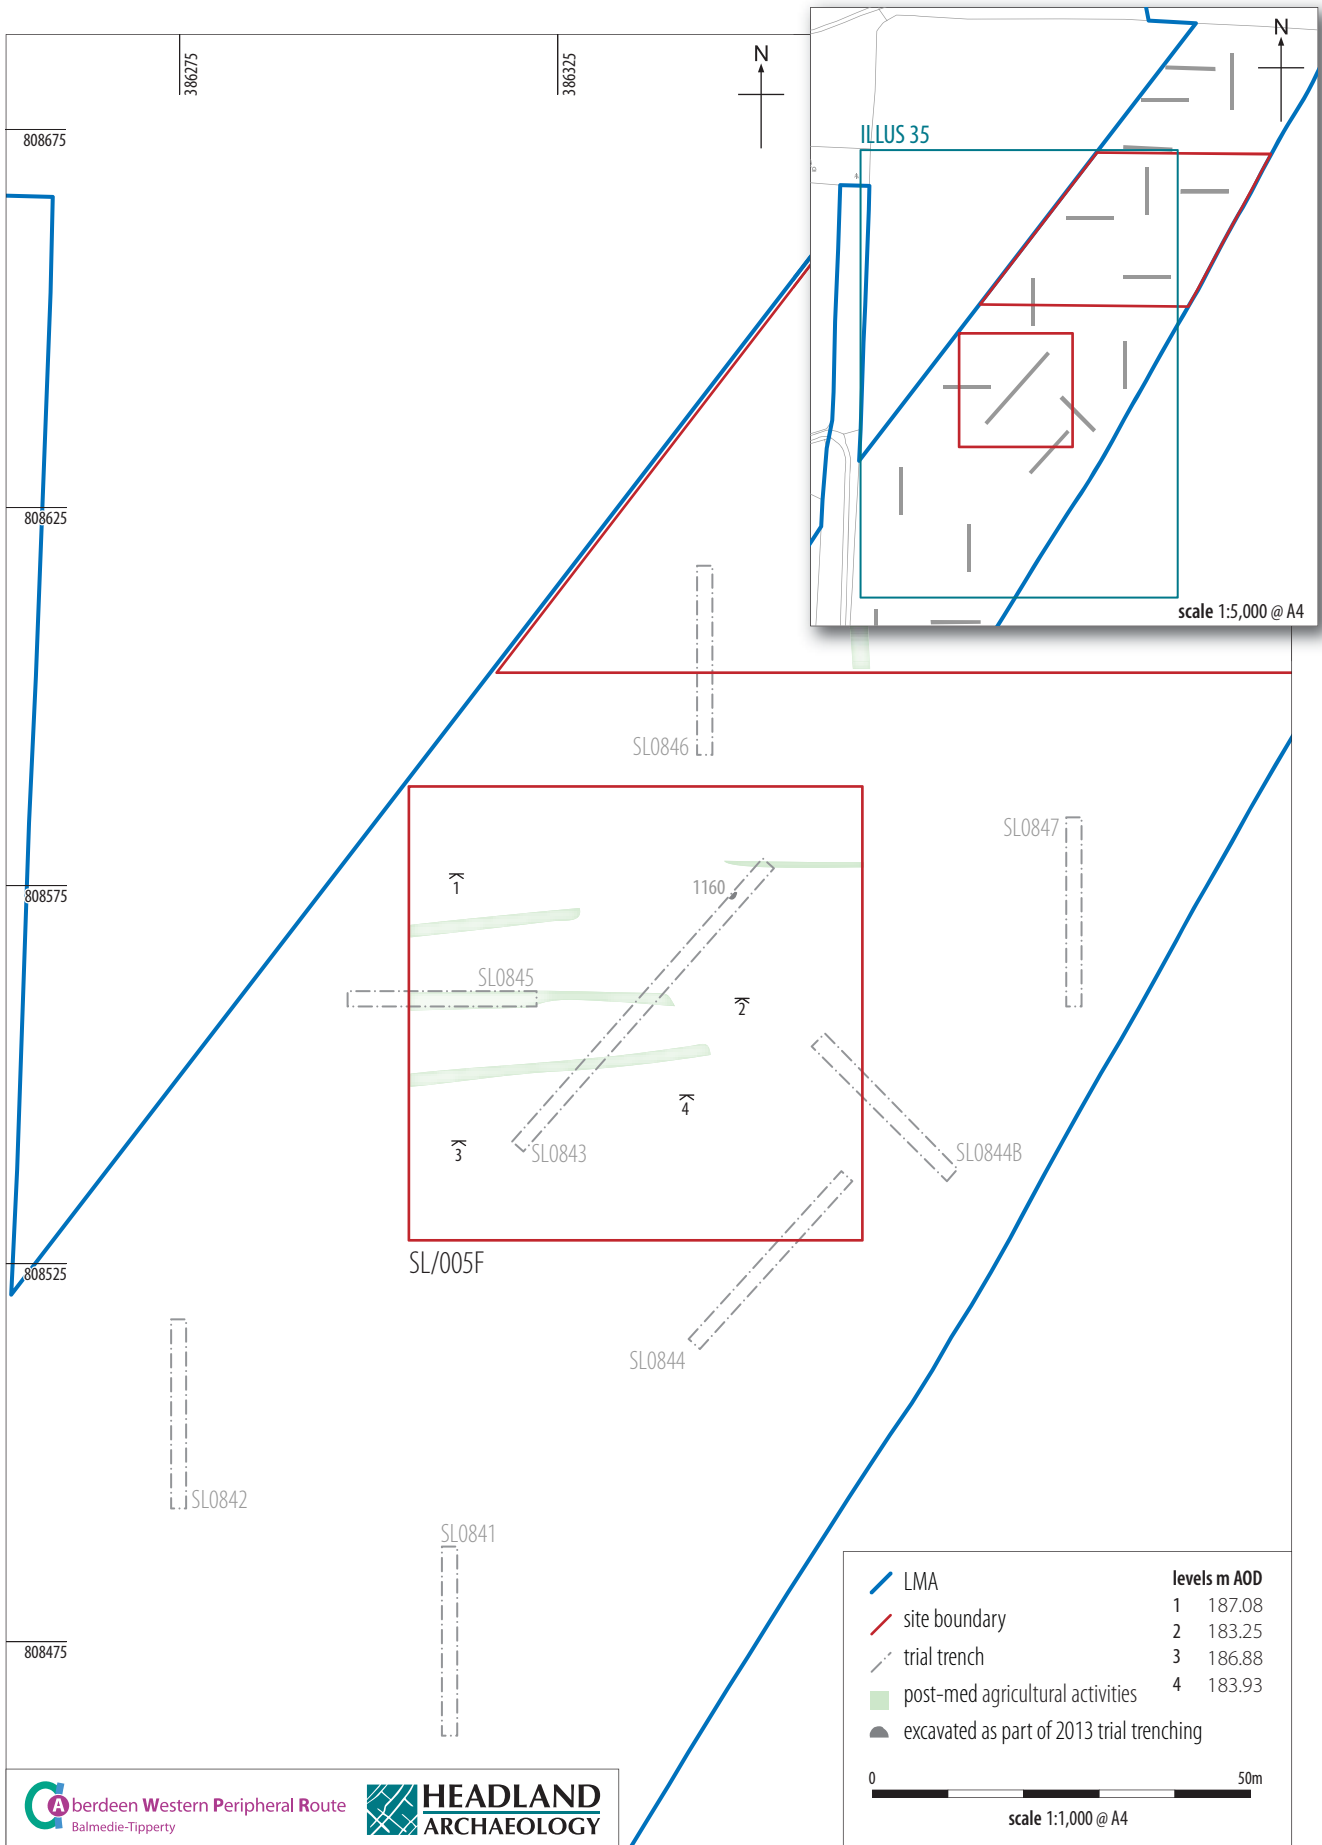 386275
386325
N
808675
N
ILLUS 35
scale 1:5,000 @ A4
808625
SL0846
SL0847
808575
1
1160
SL0845
2
4
3
SL0843
SL0844B
SL/005F
808525
SL0844
SL0842
SL0841
808475
LMA
site boundary
trial trench
post-med agricultural activities
excavated as part of 2013 trial trenching
levels m AOD
1 187.08
2 183.25
3 186.88
4 183.93
0 50m
scale 1:1,000 @ A4
Aberdeen Western Peripheral Route
Balmedie-Tipperty
HEADLAND
ARCHAEOLOGY